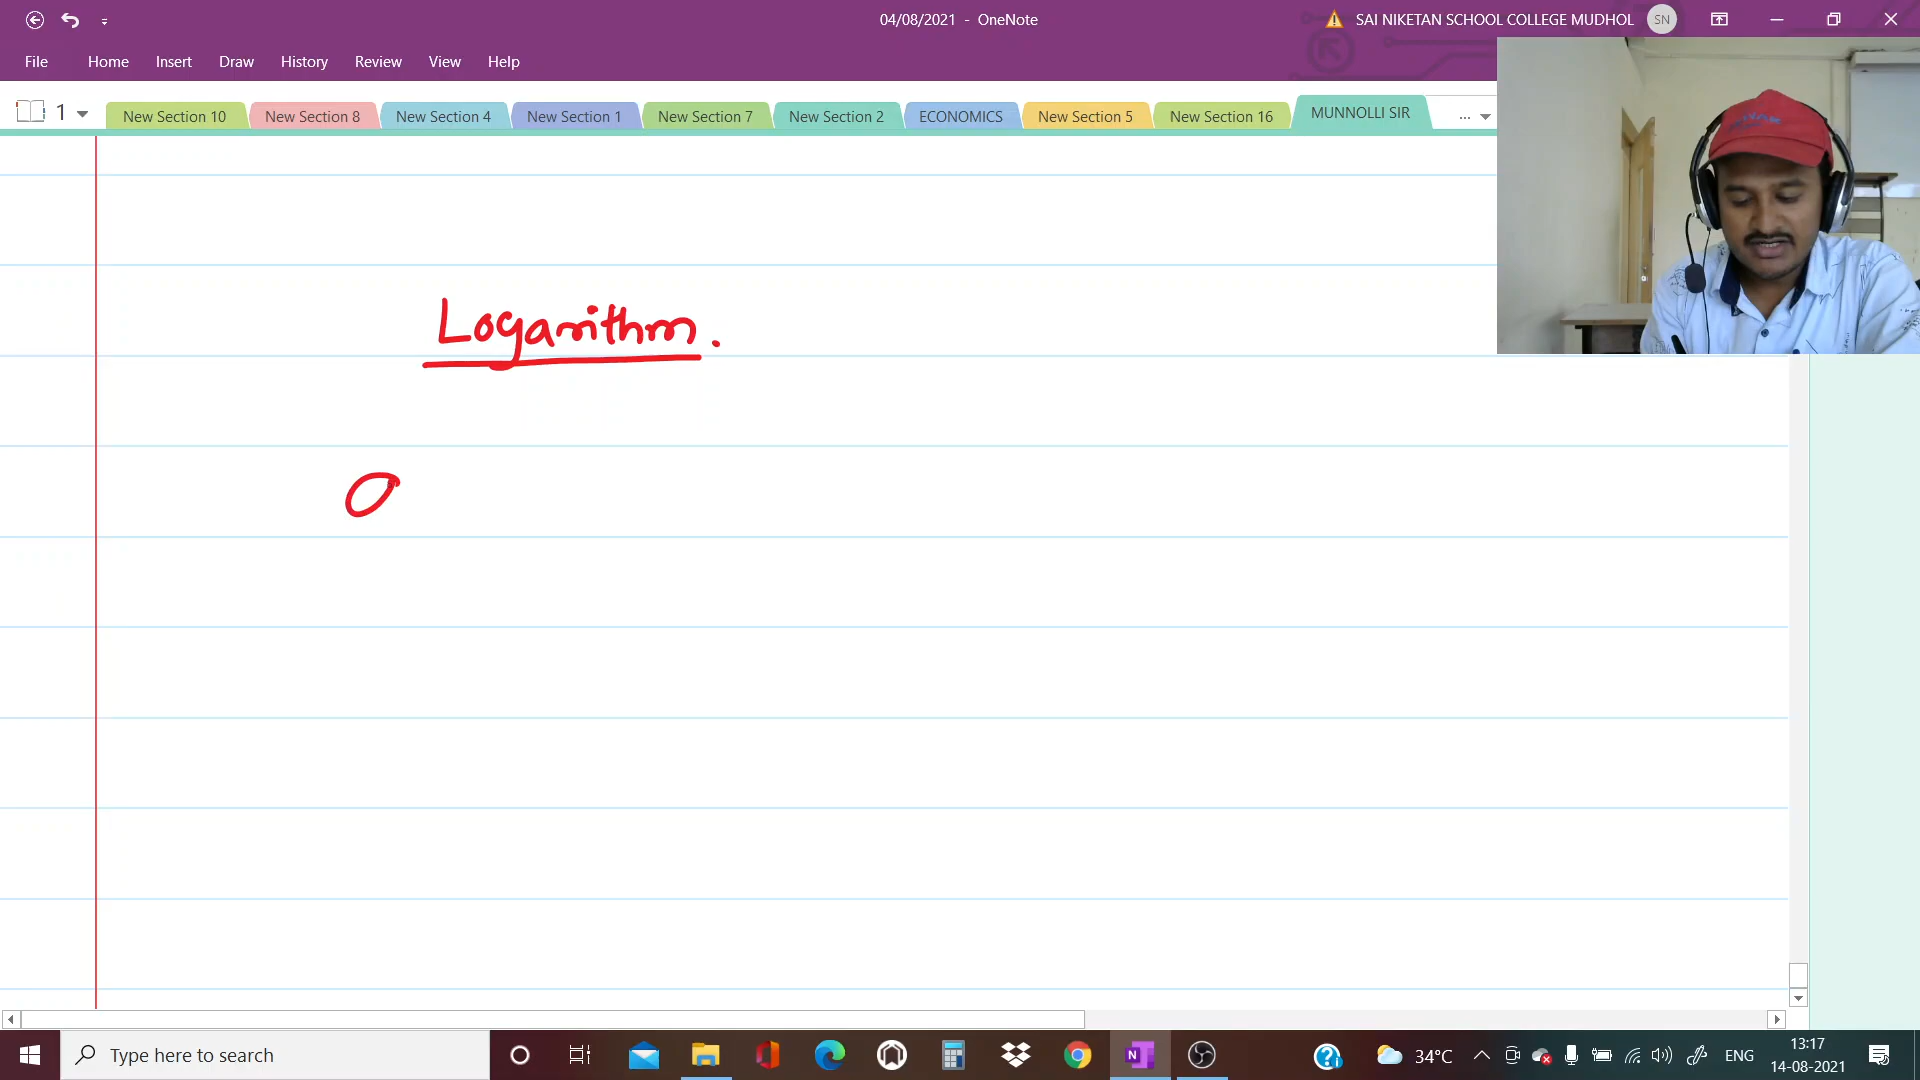 04/08/2021 - OneNote
SAI NIKETAN SCHOOL COLLEGE MUDHOL SN
File Home Insert Draw History Review View Help
1 New Section 10 New Section 8 New Section 4 New Section 1 New Section 7 New Section 2 ECONOMICS New Section 5 New Section 16 MUNNOLLI SIR ...
Logarithm.
Type here to search
34°C
ENG
13:17
14-08-2021